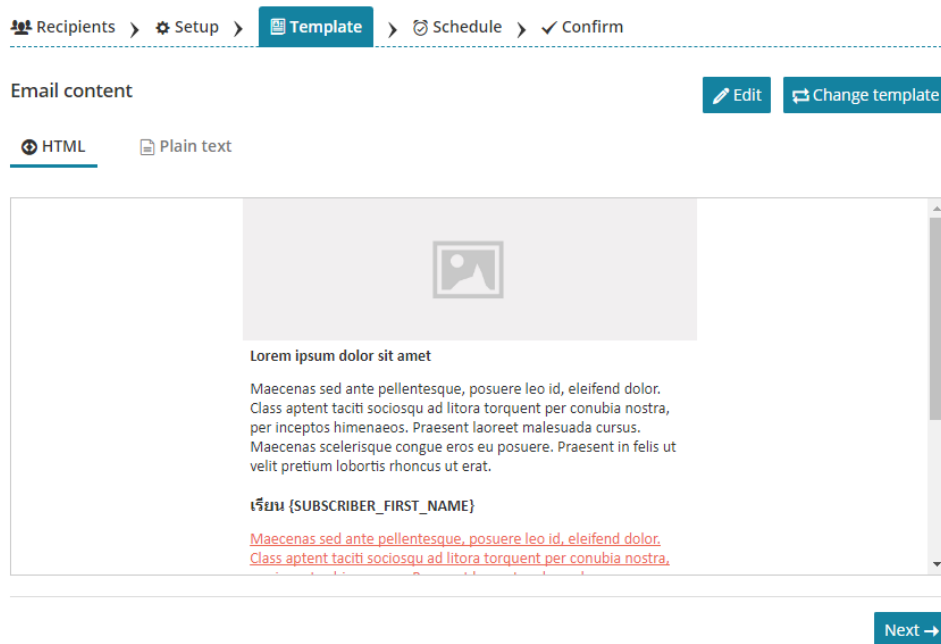 Recipients Setup Template Schedule Confirm
Email content
Edit Change template
HTML Plain text
Lorem ipsum dolor sit amet
Maecenas sed ante pellentesque, posuere leo id, eleifend dolor.
Class aptent taciti sociosqu ad litora torquent per conubia nostra,
per inceptos himenaeos. Praesent laoreet malesuada cursus.
Maecenas scelerisque congue eros eu posuere. Praesent in felis ut
velit pretium lobortis rhoncus ut erat.
เรียน {SUBSCRIBER_FIRST_NAME}
Maecenas sed ante pellentesque, posuere leo id, eleifend dolor.
Class aptent taciti sociosqu ad litora torquent per conubia nostra,
Next →